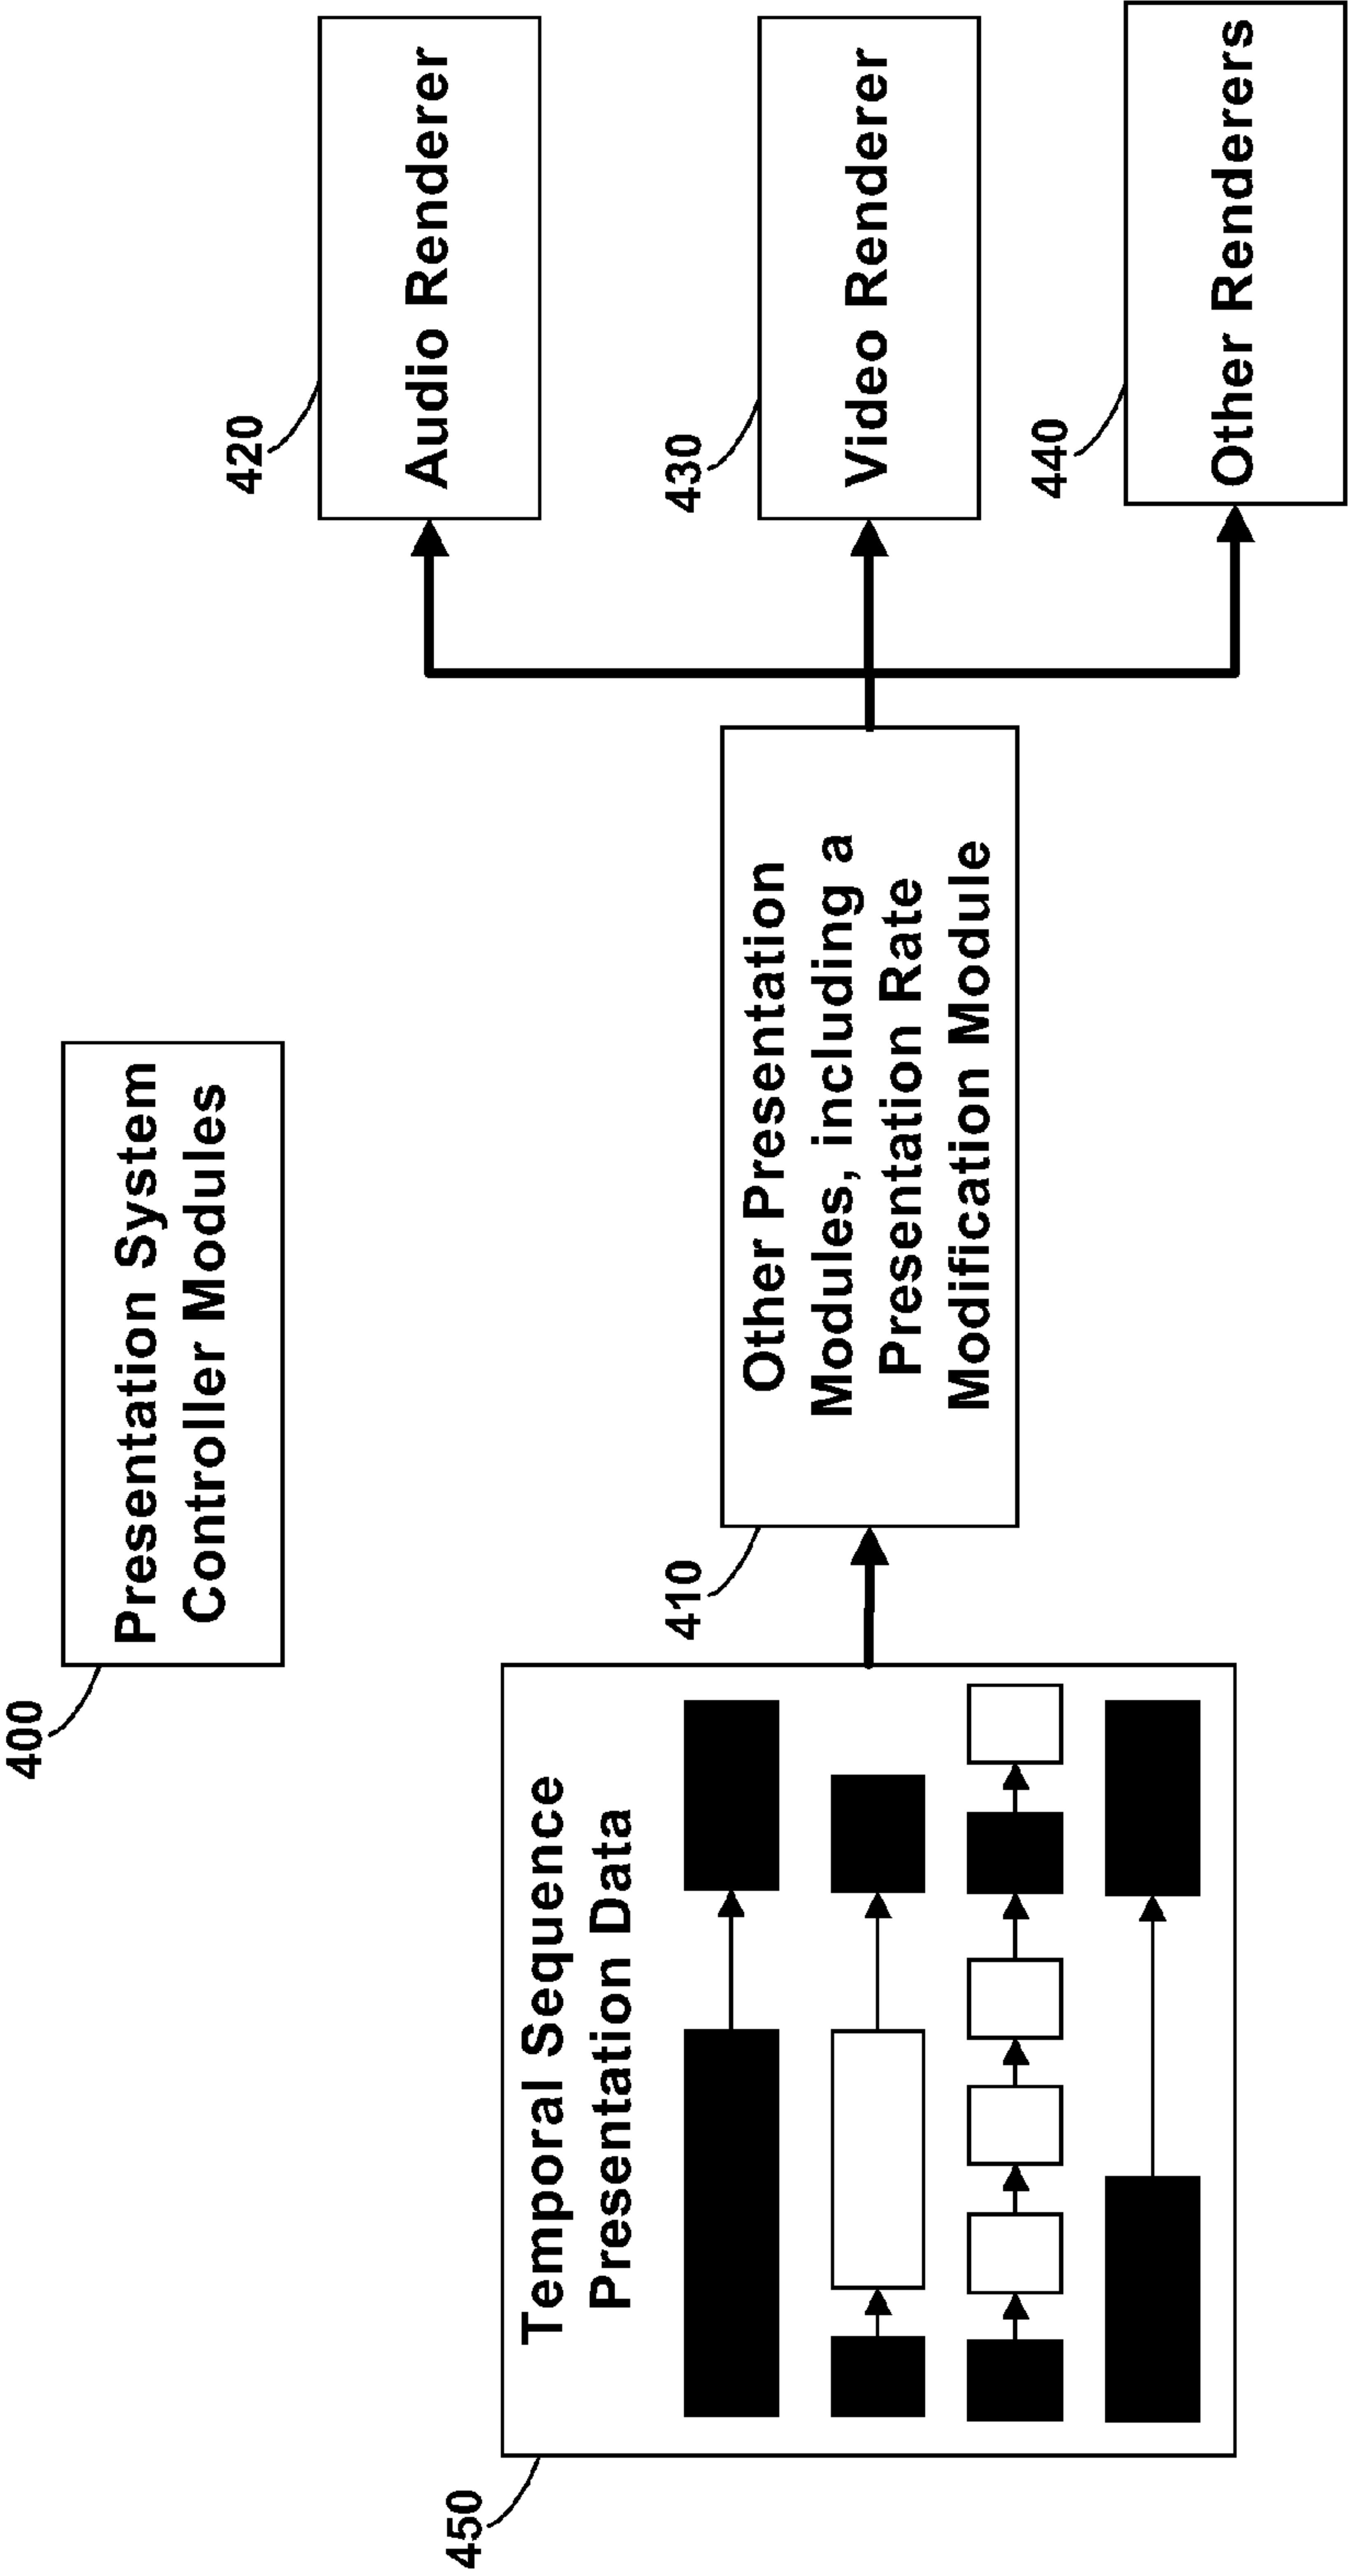 400
Presentation System
Controller Modules
450
Temporal Sequence
Presentation Data
410
Other Presentation
Modules, including a
Presentation Rate
Modification Module
420
Audio Renderer
430
Video Renderer
440
Other Renderers